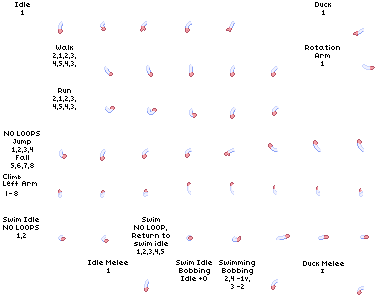 Idle
1
Duck
1
Walk
2,1,2,3,
4,5,4,3,
Rotation
Arm
1
Run
2,1,2,3,
4,5,4,3,
NO LOOPS
Jump
1,2,3,4
Fall
5,6,7,8
Climb
Left Arm
1-8
Swim Idle
NO LOOPS
1,2
Swim
NO LOOP,
Return to
swim idle
1,2,3,4,5
Idle Melee
1
Swim Idle
Bobbing
Idle +0
Swimming
Bobbing
2,4 -1v,
3 -2
Duck Melee
1